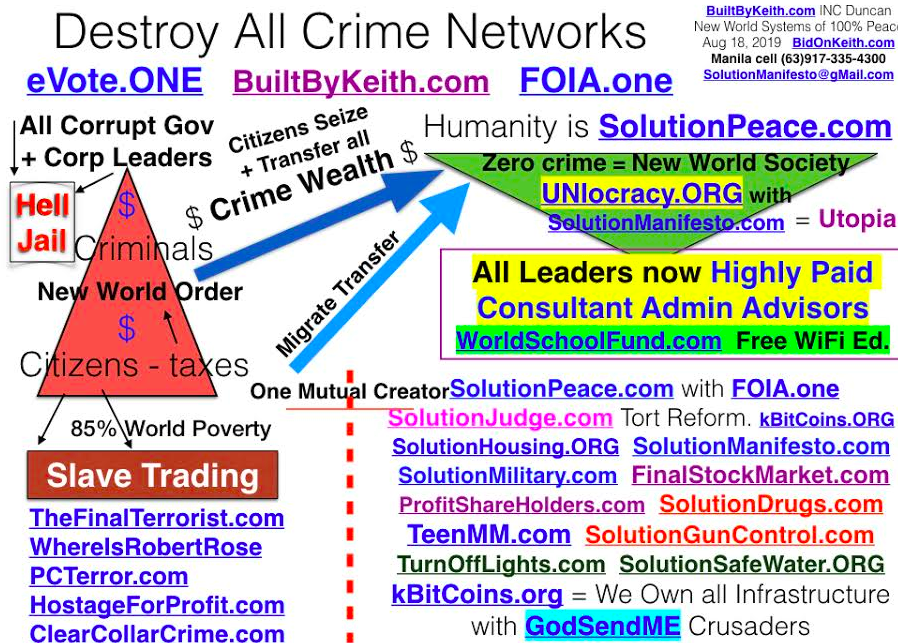 Destroy All Crime Networks
BuiltByKeith.com INC Duncan
New World Systems of 100% Peace
Aug 18, 2019 BidOnKeith.com
Manila cell (63)917-335-4300
SolutionManifesto@gMail.com
eVote.ONE BuiltByKeith.com FOIA.one
All Corrupt Gov
+ Corp Leaders
Hell
Jail
$
Criminals
New World Order
$
Citizens - taxes
85% World Poverty
Slave Trading
TheFinalTerrorist.com
WhereIsRobertRose
PCTerror.com
HostageForProfit.com
ClearCollarCrime.com
Citizens Seize
+ Transfer all
$ Crime Wealth $
Migrate Transfer
Humanity is SolutionPeace.com
Zero crime = New World Society
UNIocracy.ORG with
SolutionManifesto.com = Utopia
All Leaders now Highly Paid
Consultant Admin Advisors
WorldSchoolFund.com Free WiFi Ed.
One Mutual Creator SolutionPeace.com with FOIA.one
SolutionJudge.com Tort Reform. kBitCoins.ORG
SolutionHousing.ORG SolutionManifesto.com
SolutionMilitary.com FinalStockMarket.com
ProfitShareHolders.com SolutionDrugs.com
TeenMM.com SolutionGunControl.com
TurnOffLights.com SolutionSafeWater.ORG
kBitCoins.org = We Own all Infrastructure
with GodSendME Crusaders